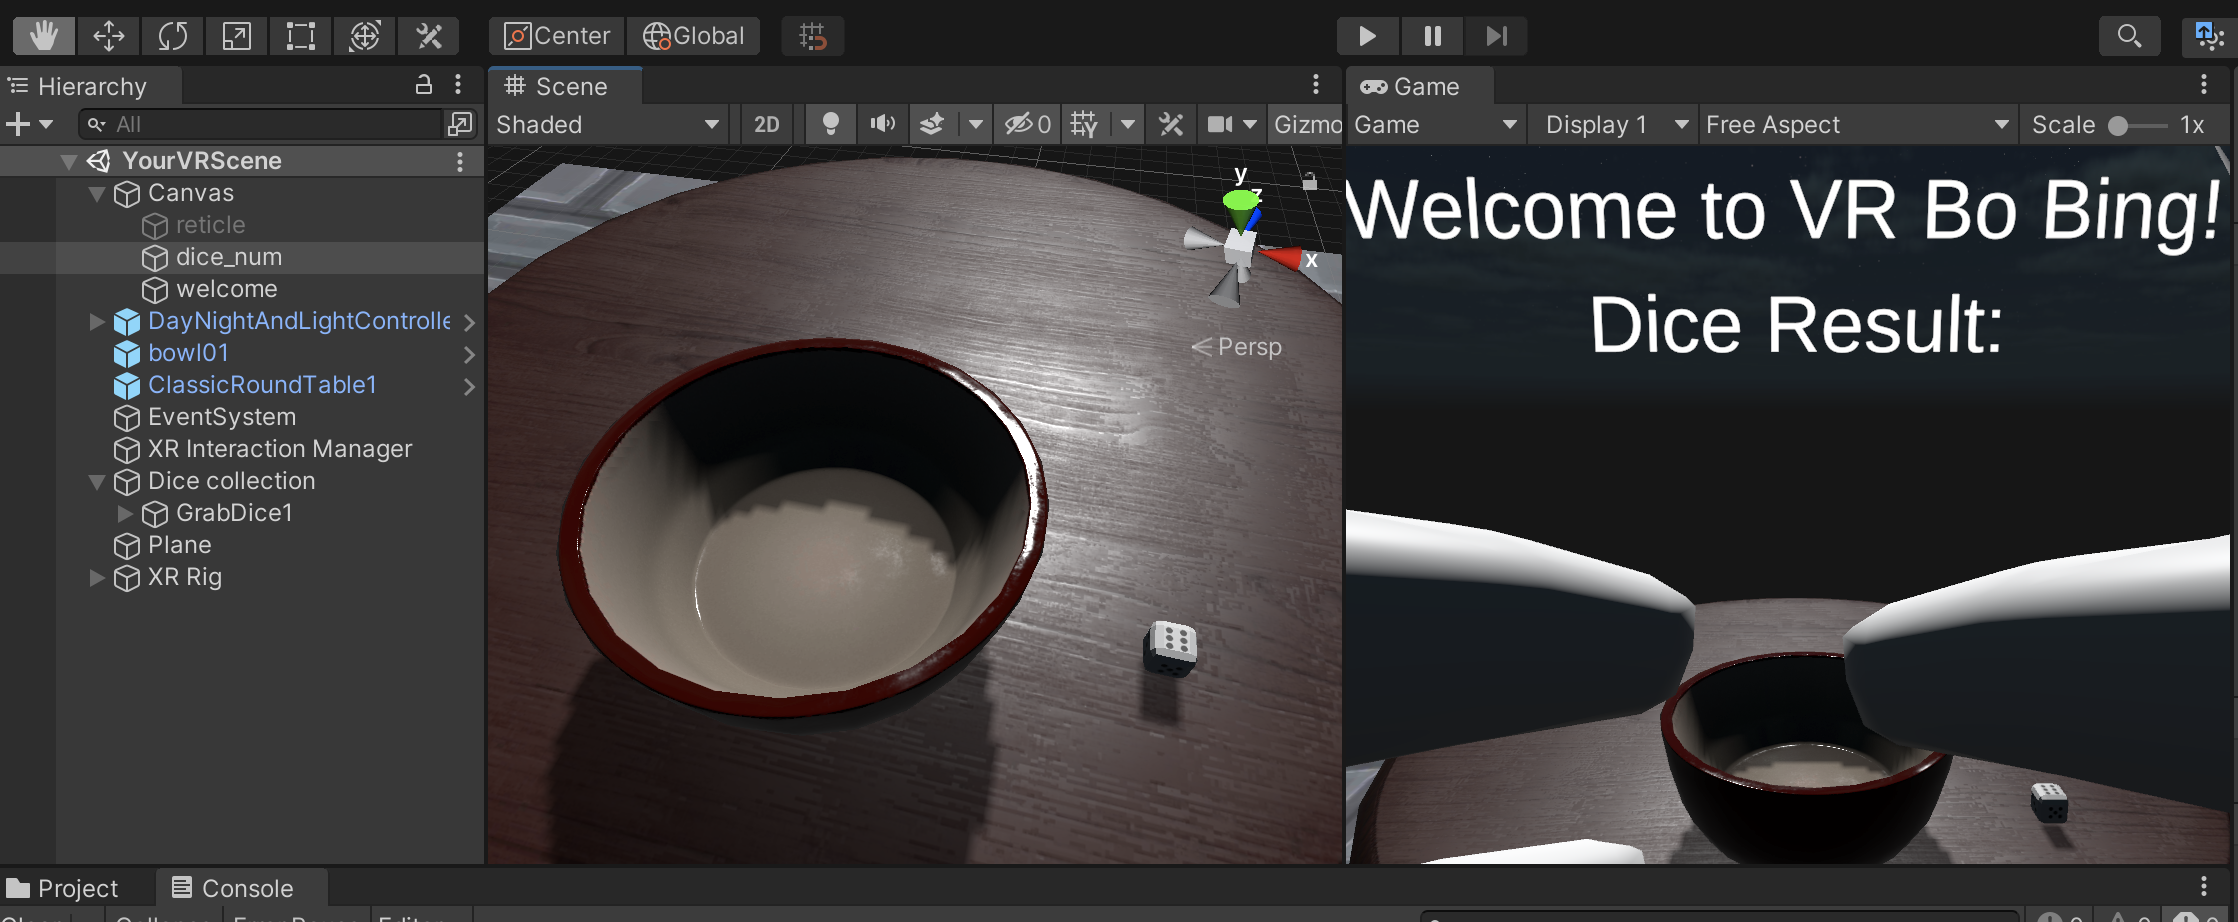 Center
Global
Hierarchy
Scene
Game
All
Shaded
2D
0
Gizmo
Game
Display 1
Free Aspect
Scale
1x
YourVRScene
Canvas
reticle
dice_num
welcome
DayNightAndLightControlle
bowl01
ClassicRoundTable1
EventSystem
XR Interaction Manager
Dice collection
GrabDice1
Plane
XR Rig
y
z
x
Persp
Welcome to VR Bo Bing!
Dice Result:
Project
Console